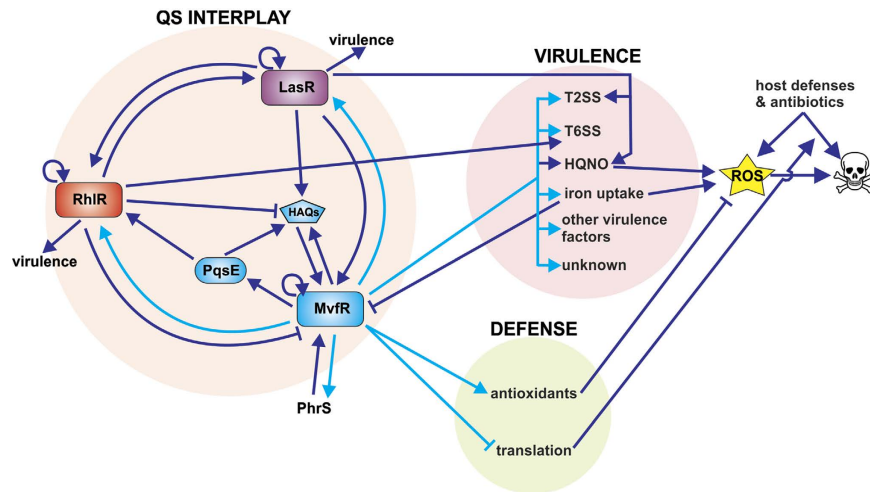 QS INTERPLAY
virulence
LasR
RhlR
HAQs
PqsE
virulence
MvfR
PhrS
VIRULENCE
T2SS
T6SS
HQNO
iron uptake
other virulence
factors
unknown
DEFENSE
antioxidants
translation
host defenses
& antibiotics
ROS